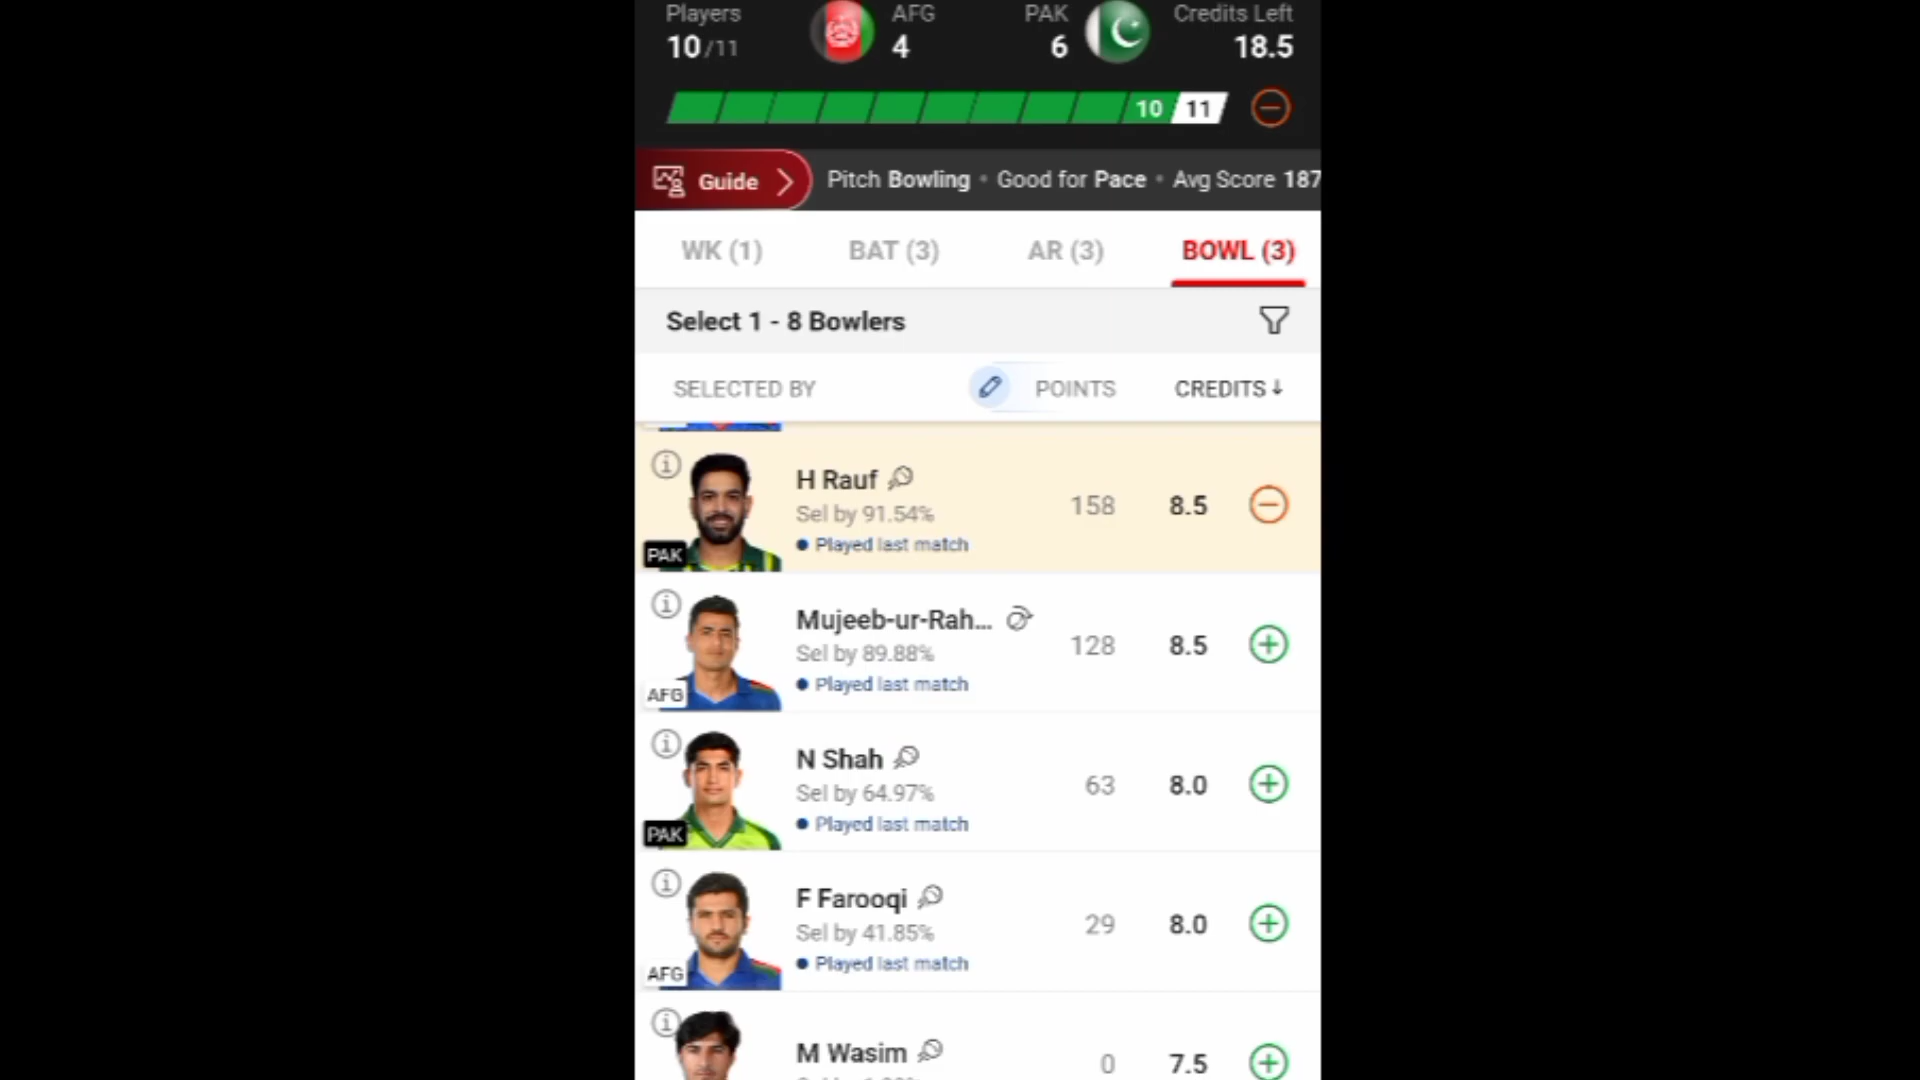 Players AFG PAK Credits Left
10/11 4 6 18.5
10 11
Guide Pitch Bowling • Good for Pace • Avg Score 187
WK (1) BAT (3) AR (3) BOWL (3)
Select 1 - 8 Bowlers
SELECTED BY POINTS CREDITS↓
H Rauf
Sel by 91.54% 158 8.5
PAK • Played last match
Mujeeb-ur-Rah...
Sel by 89.88% 128 8.5
AFG • Played last match
N Shah
Sel by 64.97% 63 8.0
PAK • Played last match
F Farooqi
Sel by 41.85% 29 8.0
AFG • Played last match
M Wasim 0 7.5